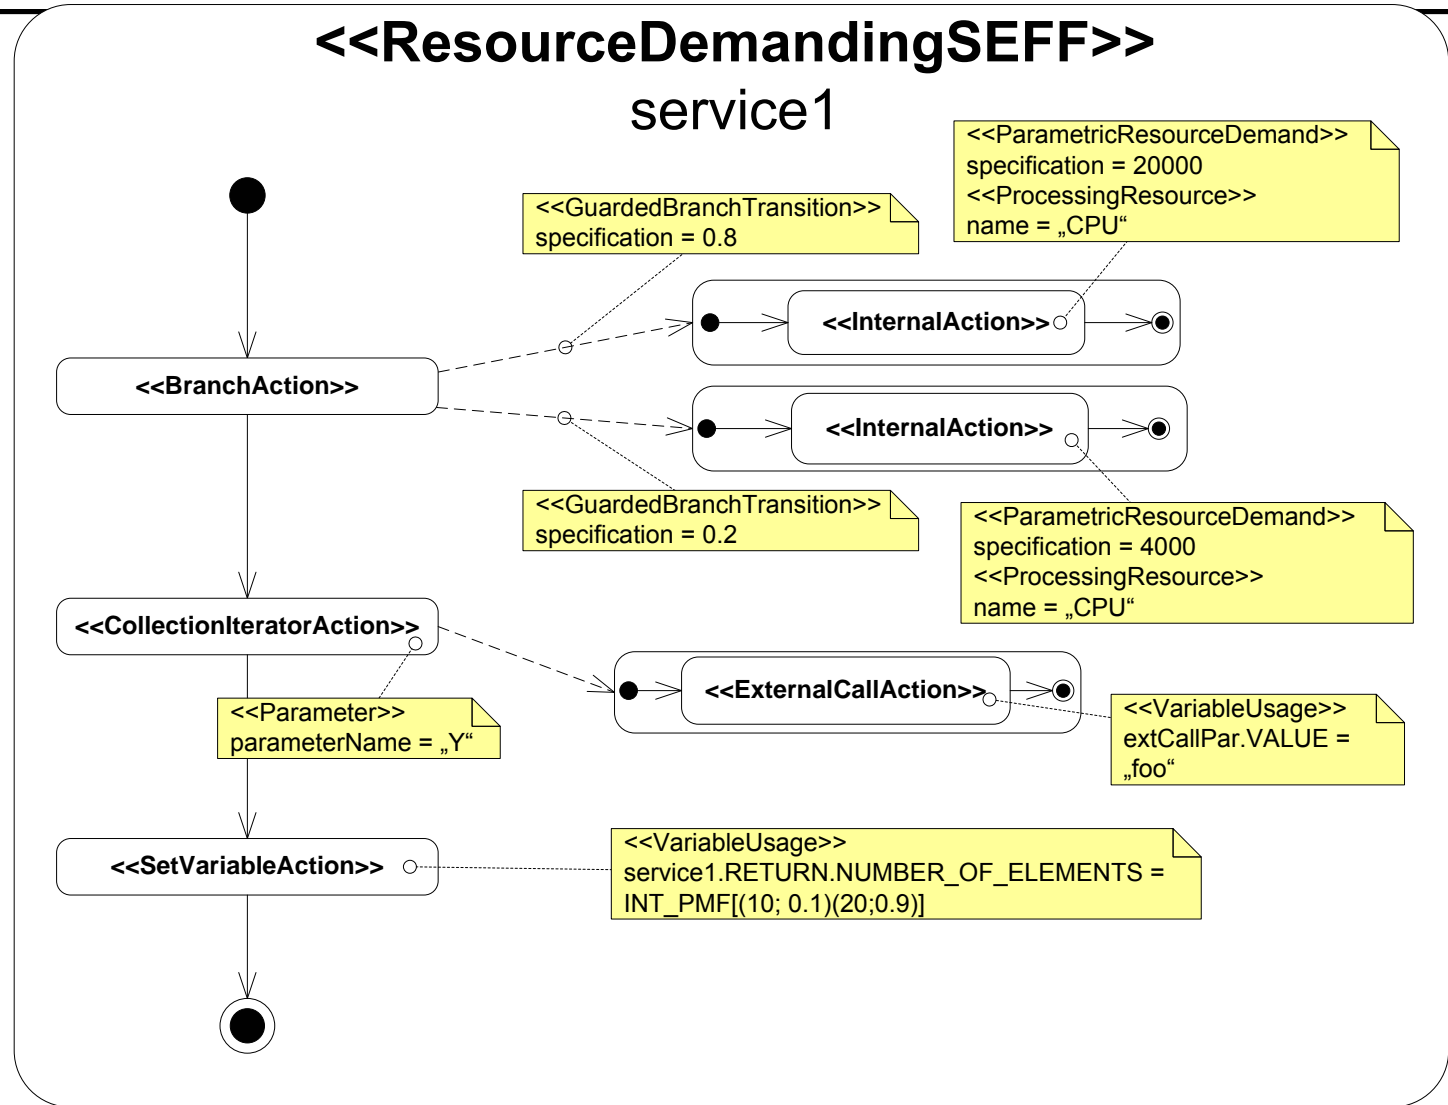 <<ResourceDemandingSEFF>>
service1
<<ParametricResourceDemand>>
specification = 20000
<<ProcessingResource>>
name = „CPU“
<<GuardedBranchTransition>>
specification = 0.8
<<InternalAction>>
<<BranchAction>>
<<InternalAction>>
<<GuardedBranchTransition>>
specification = 0.2
<<ParametricResourceDemand>>
specification = 4000
<<ProcessingResource>>
name = „CPU“
<<CollectionIteratorAction>>
<<ExternalCallAction>>
<<Parameter>>
parameterName = „Y“
<<VariableUsage>>
extCallPar.VALUE =
„foo“
<<SetVariableAction>>
<<VariableUsage>>
service1.RETURN.NUMBER_OF_ELEMENTS =
INT_PMF[(10; 0.1)(20;0.9)]